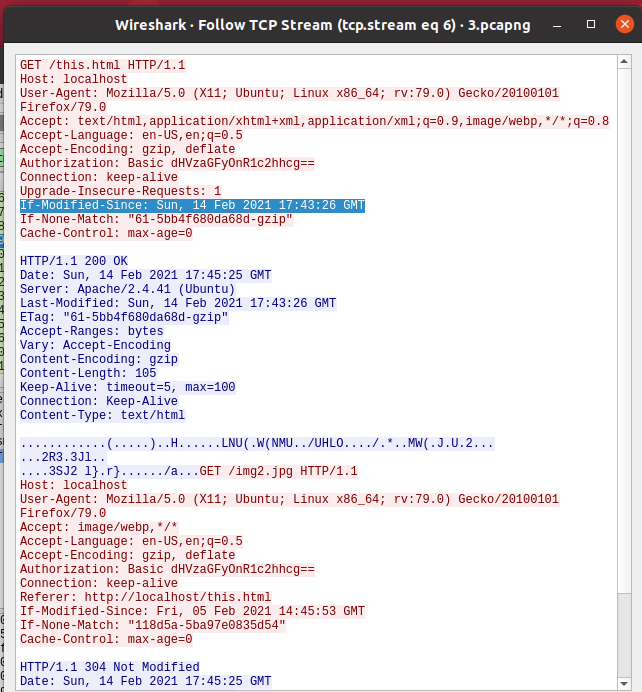 Wireshark · Follow TCP Stream (tcp.stream eq 6) · 3.pcapng
GET /this.html HTTP/1.1
Host: localhost
User-Agent: Mozilla/5.0 (X11; Ubuntu; Linux x86_64; rv:79.0) Gecko/20100101
Firefox/79.0
Accept: text/html,application/xhtml+xml,application/xml;q=0.9,image/webp,*/*;q=0.8
Accept-Language: en-US,en;q=0.5
Accept-Encoding: gzip, deflate
Authorization: Basic dHVzaGFyOnR1c2hhcg==
Connection: keep-alive
Upgrade-Insecure-Requests: 1
If-Modified-Since: Sun, 14 Feb 2021 17:43:26 GMT
If-None-Match: "61-5bb4f680da68d-gzip"
Cache-Control: max-age=0
HTTP/1.1 200 OK
Date: Sun, 14 Feb 2021 17:45:25 GMT
Server: Apache/2.4.41 (Ubuntu)
Last-Modified: Sun, 14 Feb 2021 17:43:26 GMT
ETag: "61-5bb4f680da68d-gzip"
Accept-Ranges: bytes
Vary: Accept-Encoding
Content-Encoding: gzip
Content-Length: 105
Keep-Alive: timeout=5, max=100
Connection: Keep-Alive
Content-Type: text/html
............(.....)..H......LNU(.W(NMU../UHLO..../.*..MW(.J.U.2...
...2R3.3Jl..
....3SJ2 l}.r}....../a...GET /img2.jpg HTTP/1.1
Host: localhost
User-Agent: Mozilla/5.0 (X11; Ubuntu; Linux x86_64; rv:79.0) Gecko/20100101
Firefox/79.0
Accept: image/webp,*/*
Accept-Language: en-US,en;q=0.5
Accept-Encoding: gzip, deflate
Authorization: Basic dHVzaGFyOnR1c2hhcg==
Connection: keep-alive
Referer: http://localhost/this.html
If-Modified-Since: Fri, 05 Feb 2021 14:45:53 GMT
If-None-Match: "118d5a-5ba97e0835d54"
Cache-Control: max-age=0
HTTP/1.1 304 Not Modified
Date: Sun, 14 Feb 2021 17:45:25 GMT